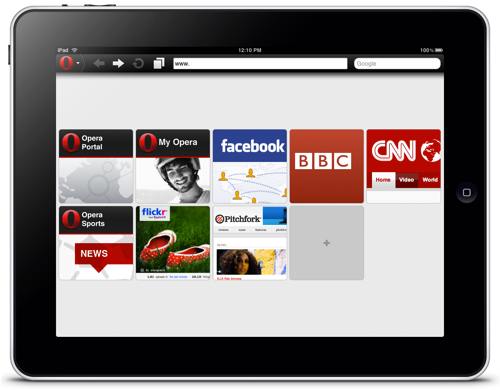 iPad
12:10 PM
100%
www.
Google
Opera
Portal
My Opera
facebook
BBC
CNN
Home Video World
Opera
Sports
NEWS
flickr
Pitchfork
+